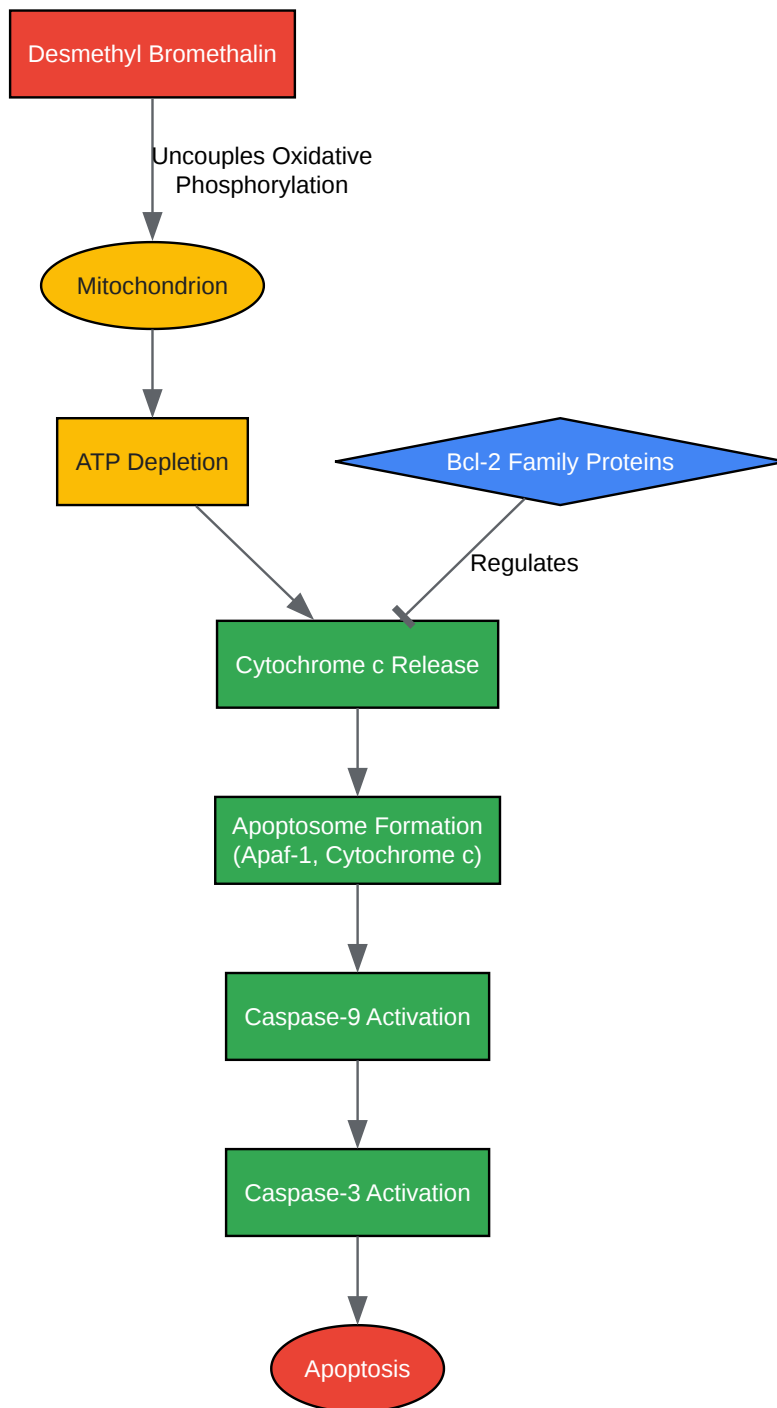 Desmethyl Bromethalin
Uncouples Oxidative
Phosphorylation
Mitochondrion
ATP Depletion
Bcl-2 Family Proteins
Regulates
Cytochrome c Release
Apoptosome Formation
(Apaf-1, Cytochrome c)
Caspase-9 Activation
Caspase-3 Activation
Apoptosis